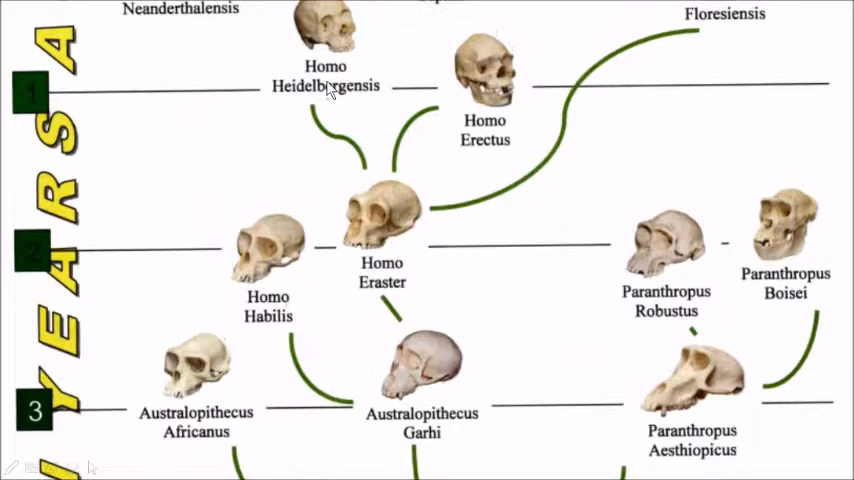 Neanderthalensis
Floresiensis
Homo
Heidelbergensis
1
Homo
Erectus
2
Homo
Eraster
Homo
Habilis
Paranthropus
Robustus
Paranthropus
Boisei
3
Australopithecus
Africanus
Australopithecus
Garhi
Paranthropus
Aesthiopicus
YEARS A